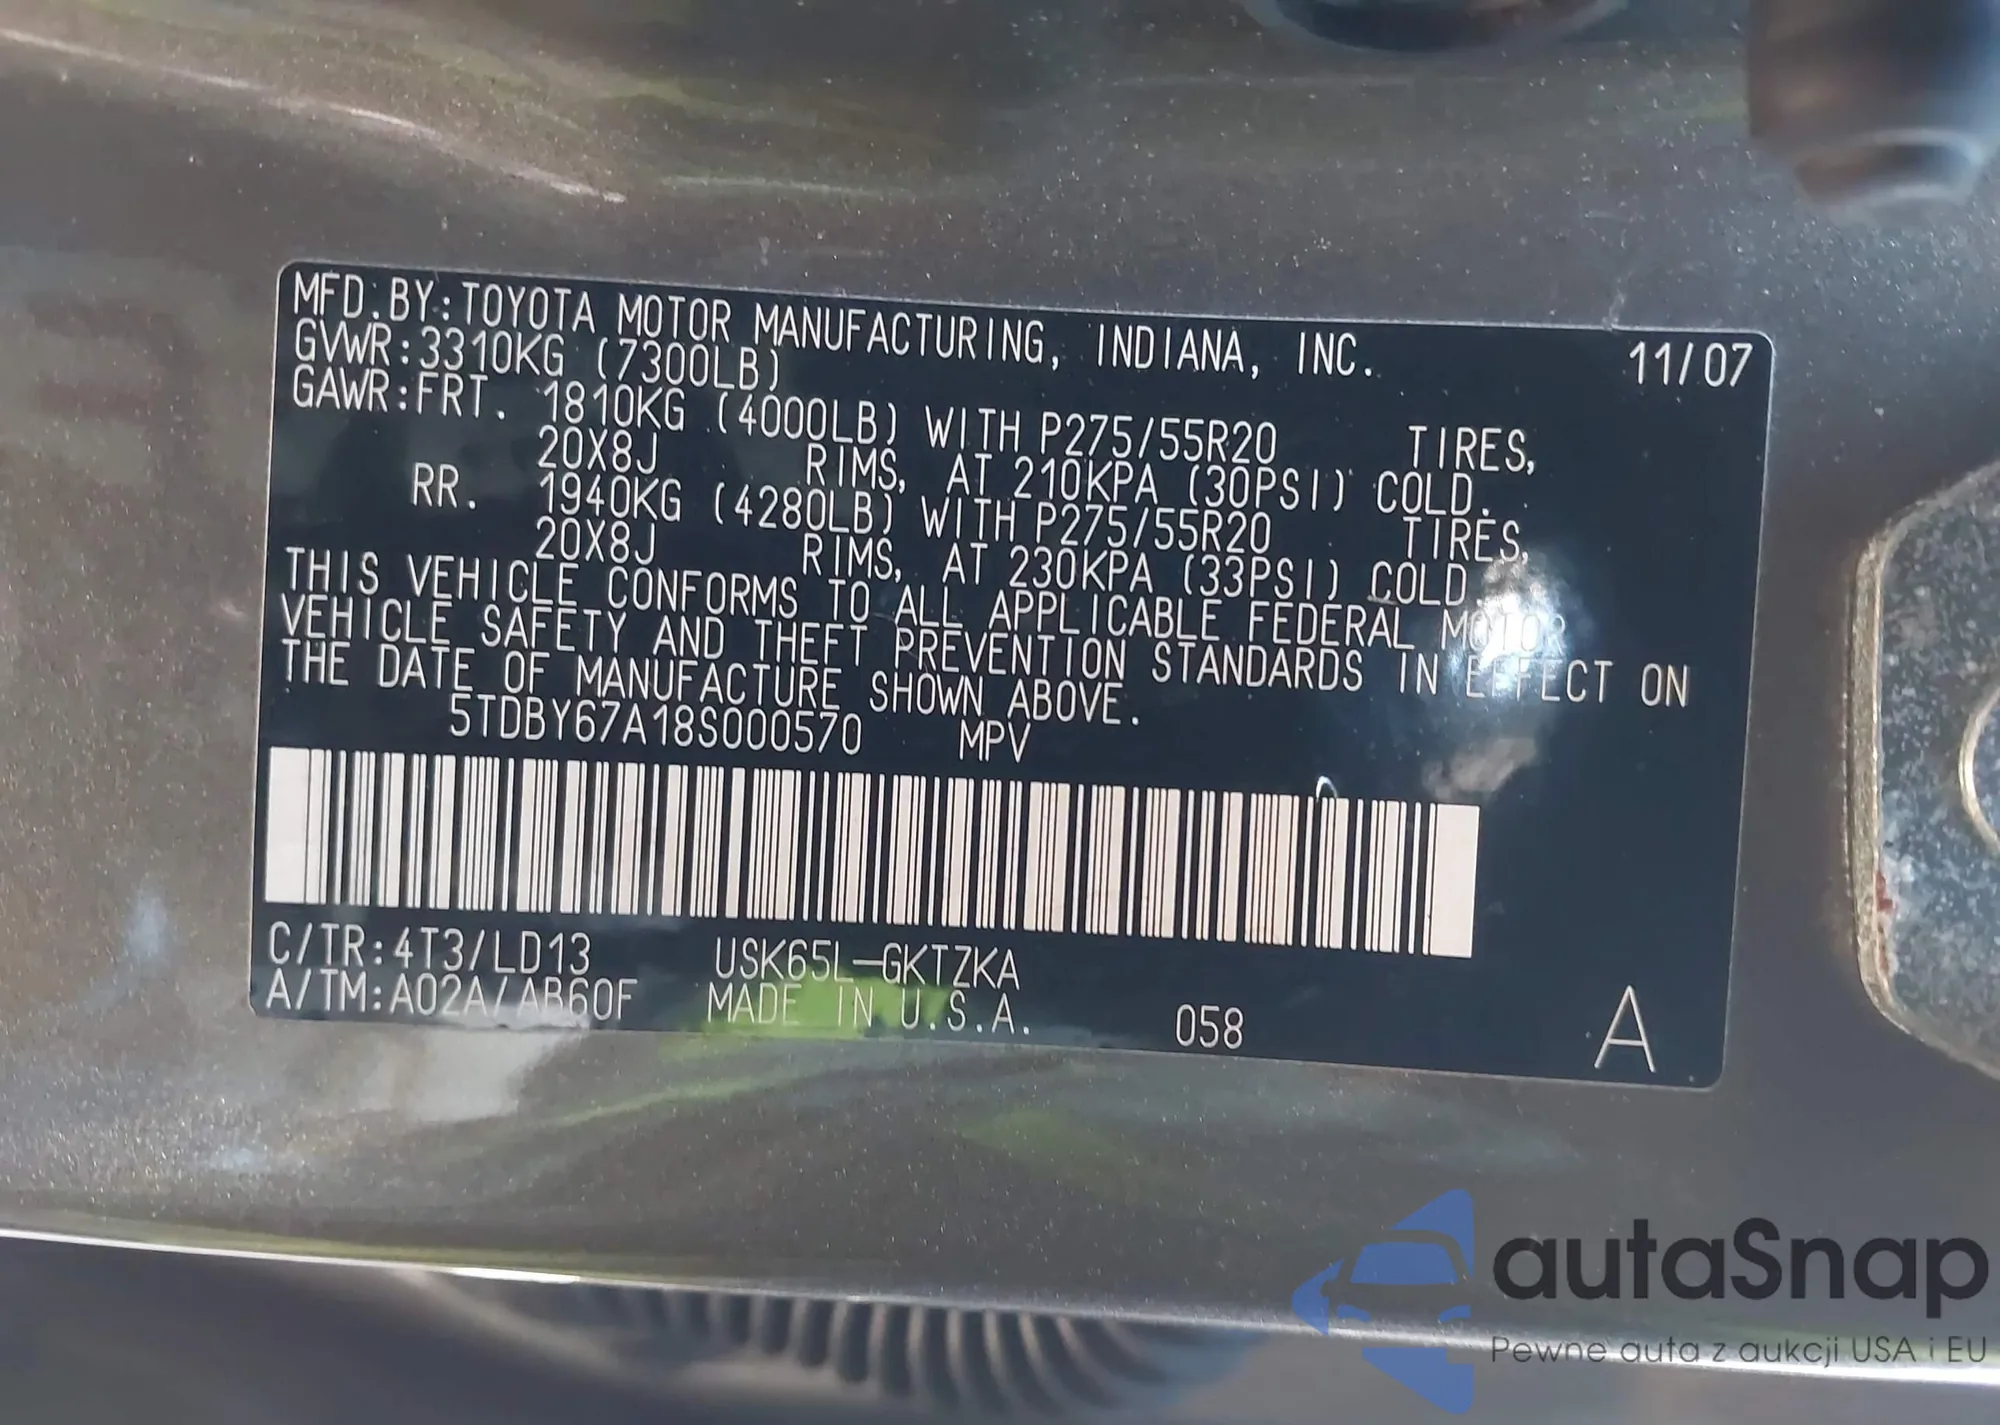 MFD.BY:TOYOTA MOTOR MANUFACTURING, INDIANA, INC. 11/07
GVWR:3310KG (7300LB)
GAWR:FRT. 1810KG (4000LB) WITH P275/55R20 TIRES,
20X8J RIMS, AT 210KPA (30PSI) COLD.
RR. 1940KG (4280LB) WITH P275/55R20 TIRES,
20X8J RIMS, AT 230KPA (33PSI) COLD.
THIS VEHICLE CONFORMS TO ALL APPLICABLE FEDERAL MOTOR
VEHICLE SAFETY AND THEFT PREVENTION STANDARDS IN EFFECT ON
THE DATE OF MANUFACTURE SHOWN ABOVE.
5TDBY67A18S000570 MPV
C/TR:4T3/LD13 USK65L-GKTZKA
A/TM:A02A/AB60F MADE IN U.S.A. 058 A
autaSnap
Pewne auta z aukcji USA i EU